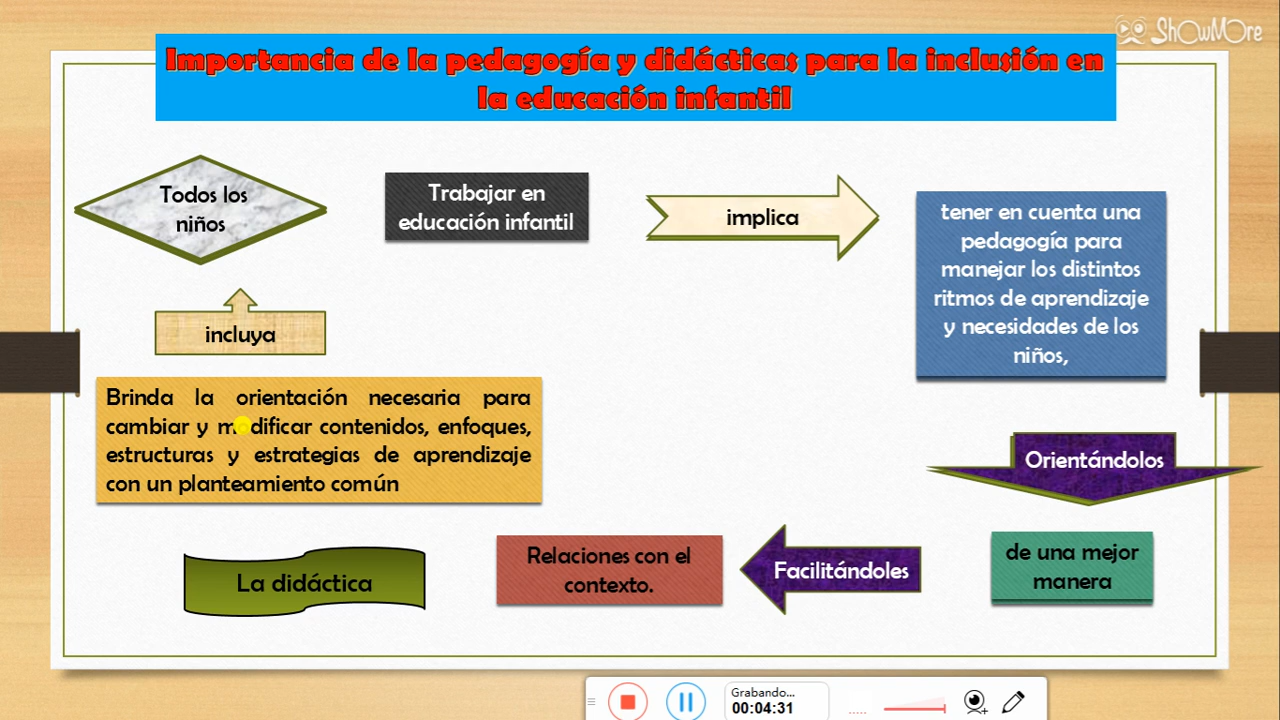 ShowMore
Importancia de la pedagogía y didácticas para la inclusión en
la educación infantil
Todos los
niños
Trabajar en
educación infantil
implica
tener en cuenta una
pedagogía para
manejar los distintos
ritmos de aprendizaje
y necesidades de los
niños,
incluya
Brinda la orientación necesaria para
cambiar y modificar contenidos, enfoques,
estructuras y estrategias de aprendizaje
con un planteamiento común
Orientándolos
de una mejor
manera
Facilitándoles
Relaciones con el
contexto.
La didáctica
Grabando...
00:04:31